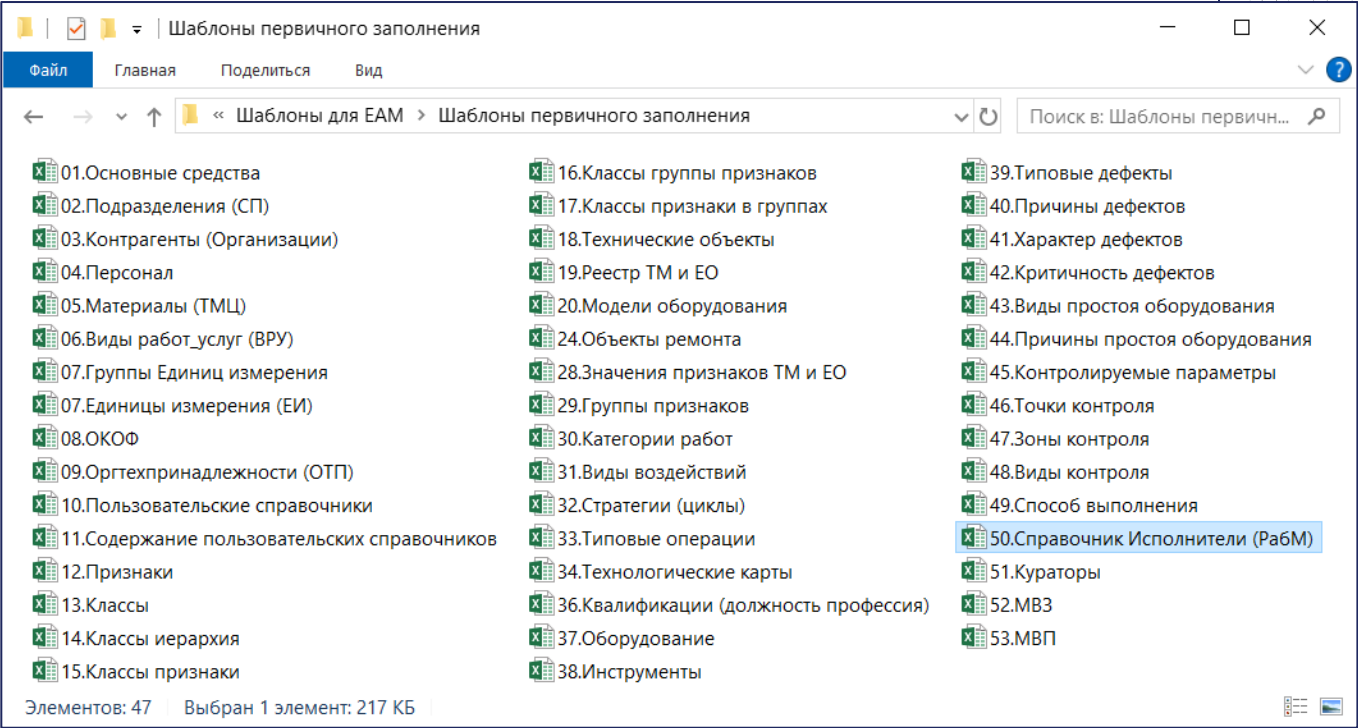 Шаблоны первичного заполнения
Файл Главная Поделиться Вид
« Шаблоны для EAM > Шаблоны первичного заполнения
Поиск в: Шаблоны первичн...
01.Основные средства
02.Подразделения (СП)
03.Контрагенты (Организации)
04.Персонал
05.Материалы (ТМЦ)
06.Виды работ_услуг (ВРУ)
07.Группы Единиц измерения
07.Единицы измерения (ЕИ)
08.ОКОФ
09.Оргтехпринадлежности (ОТП)
10.Пользовательские справочники
11.Содержание пользовательских справочников
12.Признаки
13.Классы
14.Классы иерархия
15.Классы признаки
16.Классы группы признаков
17.Классы признаки в группах
18.Технические объекты
19.Реестр ТМ и ЕО
20.Модели оборудования
24.Объекты ремонта
28.Значения признаков ТМ и ЕО
29.Группы признаков
30.Категории работ
31.Виды воздействий
32.Стратегии (циклы)
33.Типовые операции
34.Технологические карты
36.Квалификации (должность профессия)
37.Оборудование
38.Инструменты
39.Типовые дефекты
40.Причины дефектов
41.Характер дефектов
42.Критичность дефектов
43.Виды простоя оборудования
44.Причины простоя оборудования
45.Контролируемые параметры
46.Точки контроля
47.Зоны контроля
48.Виды контроля
49.Способ выполнения
50.Справочник Исполнители (РабМ)
51.Кураторы
52.МВЗ
53.МВП
Элементов: 47 Выбран 1 элемент: 217 КБ